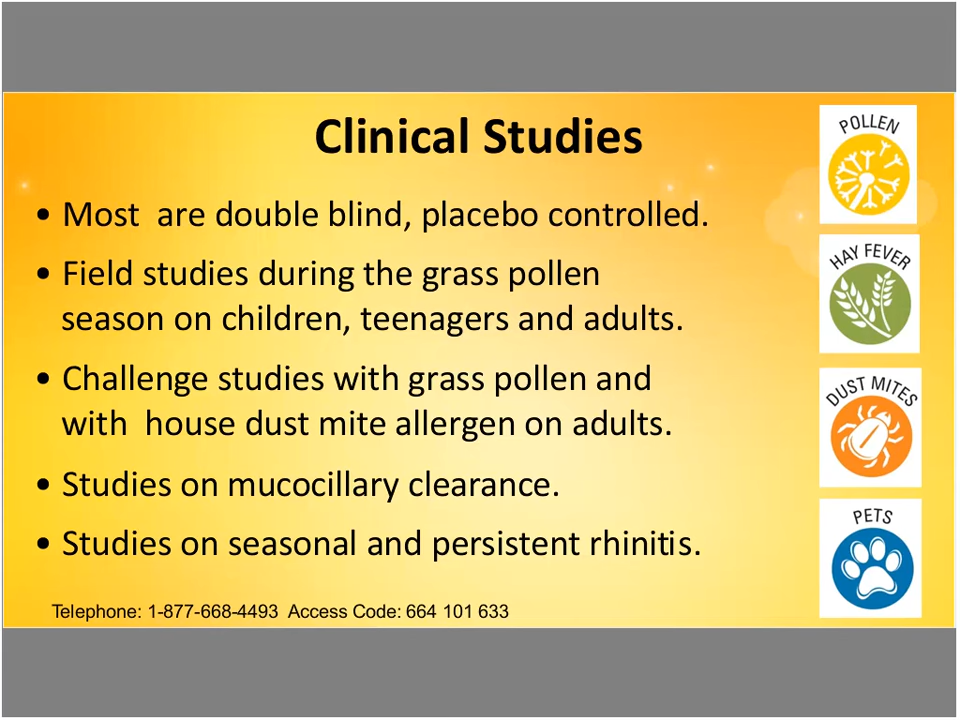 Clinical Studies
• Most  are double blind, placebo controlled.
• Field studies during the grass pollen
season on children, teenagers and adults.
• Challenge studies with grass pollen and
with  house dust mite allergen on adults.
• Studies on mucocillary clearance.
• Studies on seasonal and persistent rhinitis.
Telephone: 1-877-668-4493  Access Code: 664 101 633
POLLEN
HAY FEVER
DUST MITES
PETS